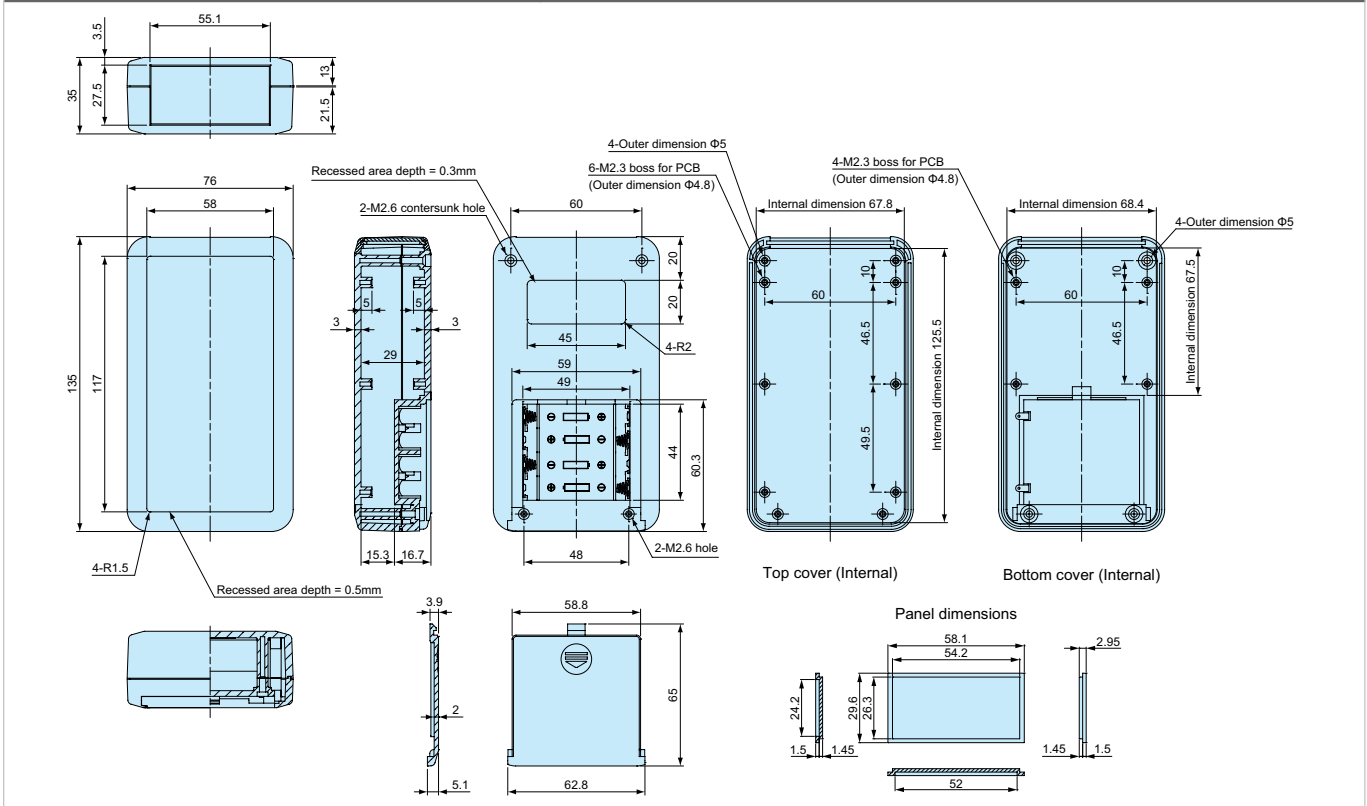 55.1
3.5
35
27.5
13
21.5
76
58
135
117
4-R1.5
Recessed area depth = 0.5mm
5
5
3
3
29
15.3
16.7
Recessed area depth = 0.3mm
2-M2.6 contersunk hole
60
20
20
45
4-R2
59
49
44
60.3
48
2-M2.6 hole
4-Outer dimension Φ5
6-M2.3 boss for PCB
(Outer dimension Φ4.8)
Internal dimension 67.8
10
60
46.5
49.5
Internal dimension 125.5
Top cover (Internal)
4-M2.3 boss for PCB
(Outer dimension Φ4.8)
Internal dimension 68.4
4-Outer dimension Φ5
10
60
46.5
Internal dimension 67.5
Bottom cover (Internal)
3.9
2
5.1
58.8
65
62.8
Panel dimensions
58.1
54.2
2.95
24.2
29.6
26.3
1.5
1.45
1.45
1.5
52